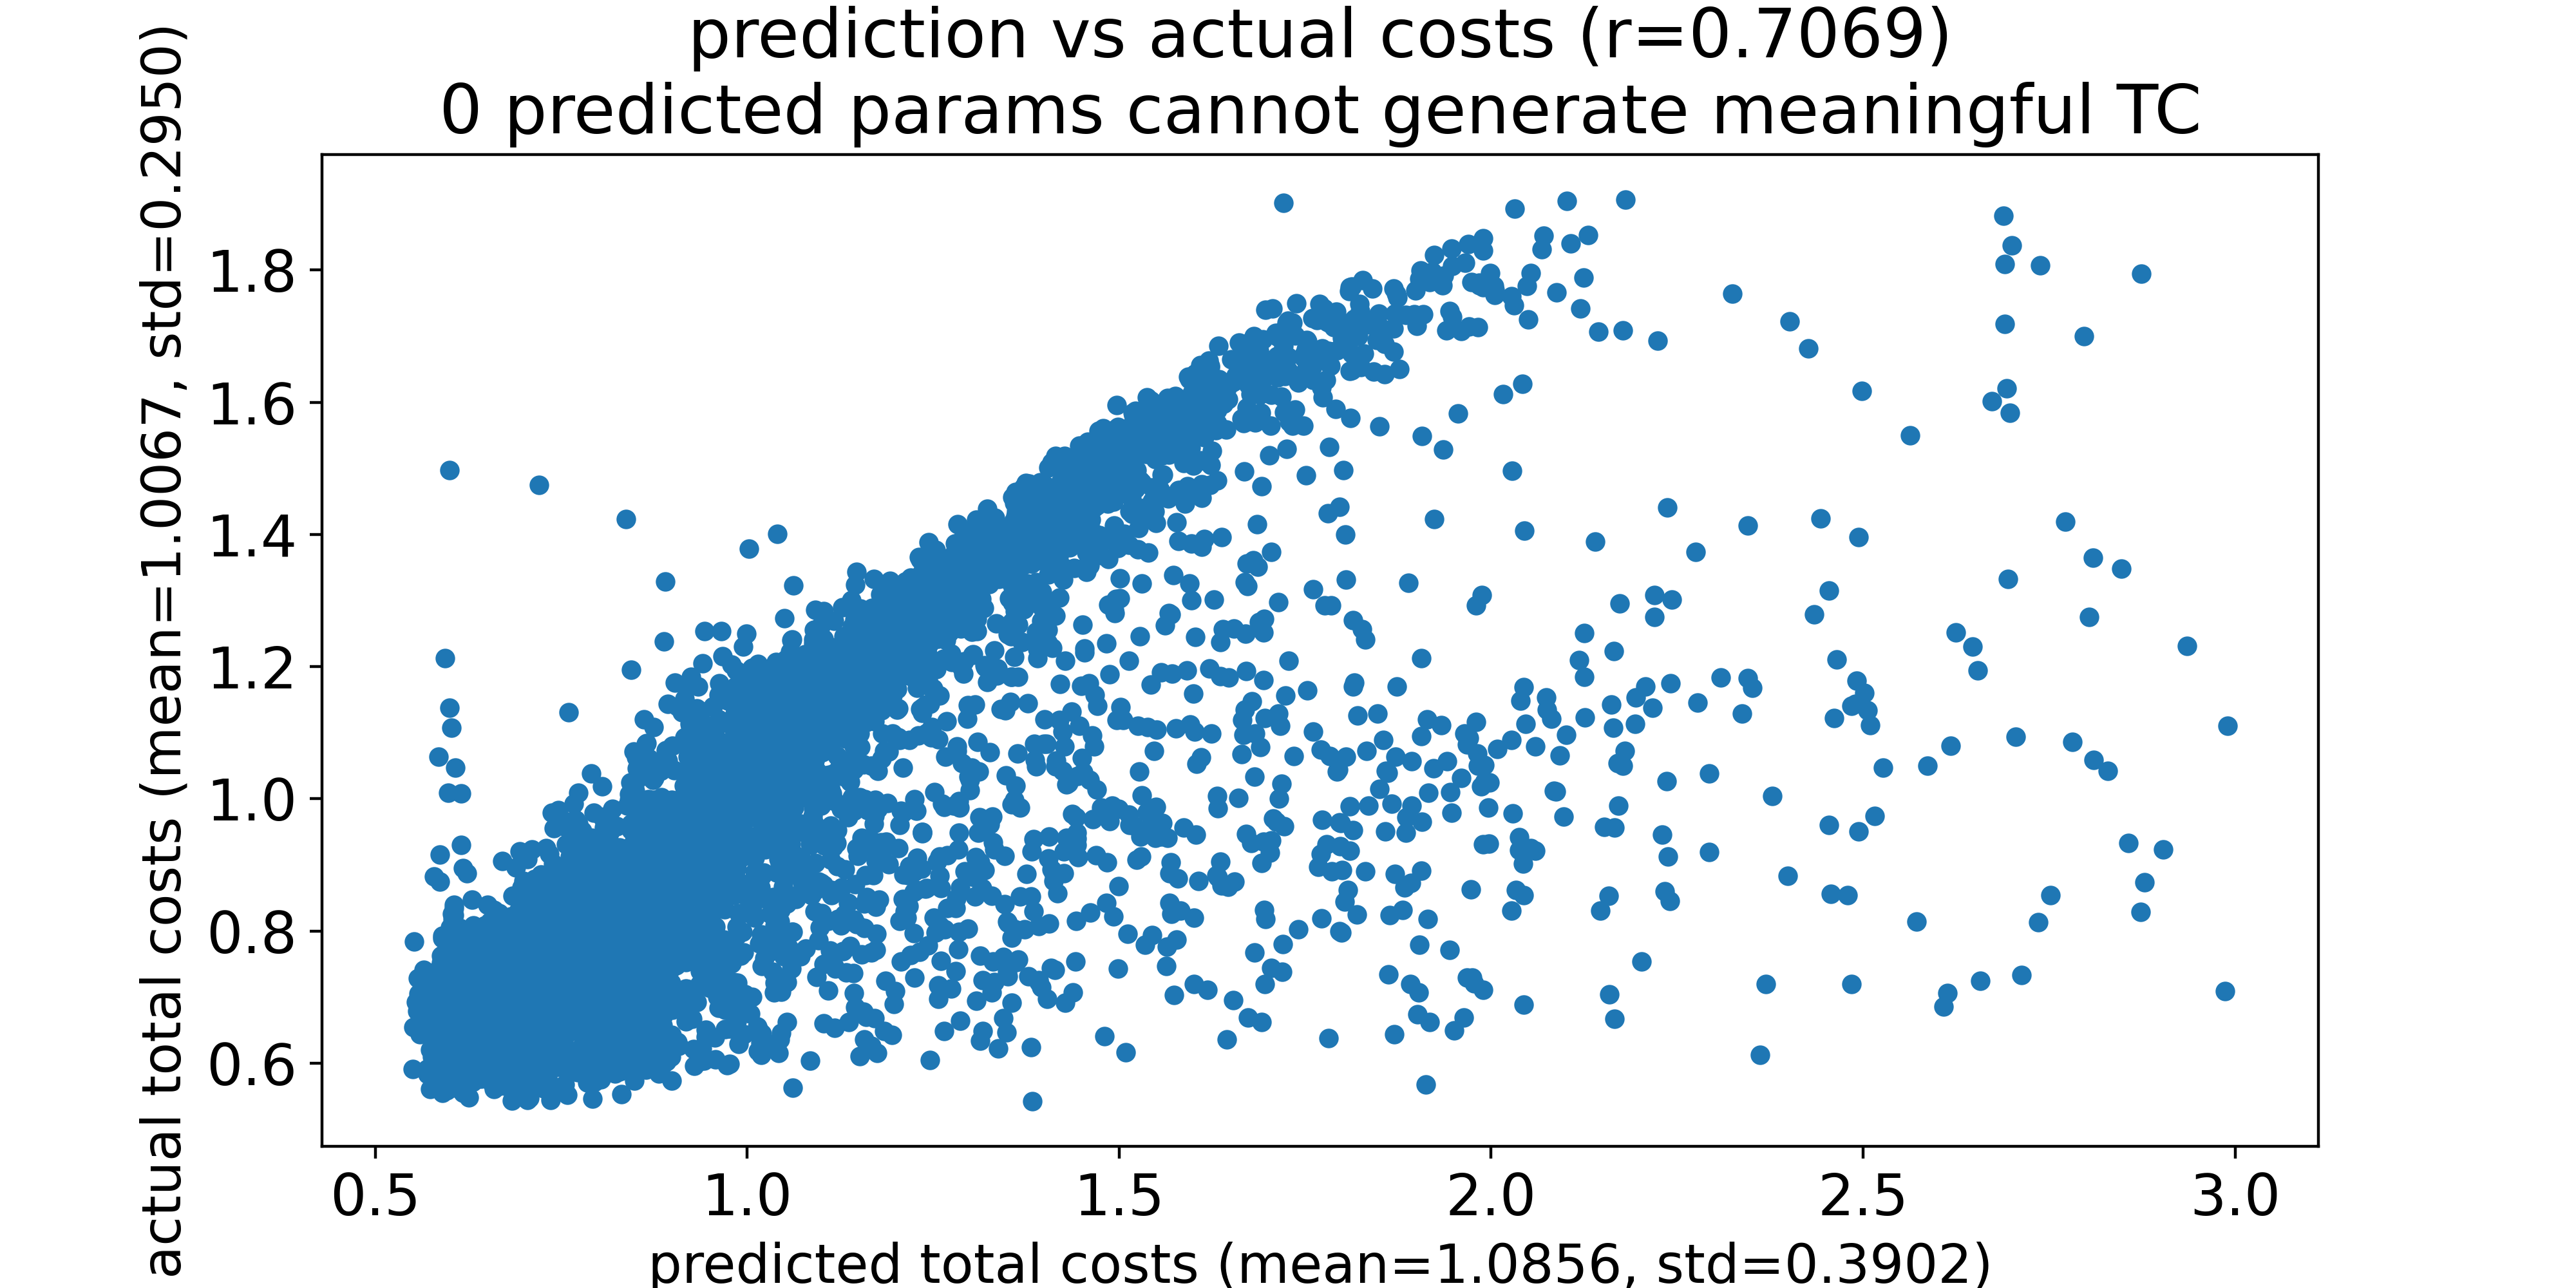 prediction vs actual costs (r=0.7069)
0 predicted params cannot generate meaningful TC
actual total costs (mean=1.0067, std=0.2950)
1.8
1.6
1.4
1.2
1.0
0.8
0.6
0.5 1.0 1.5 2.0 2.5 3.0
predicted total costs (mean=1.0856, std=0.3902)